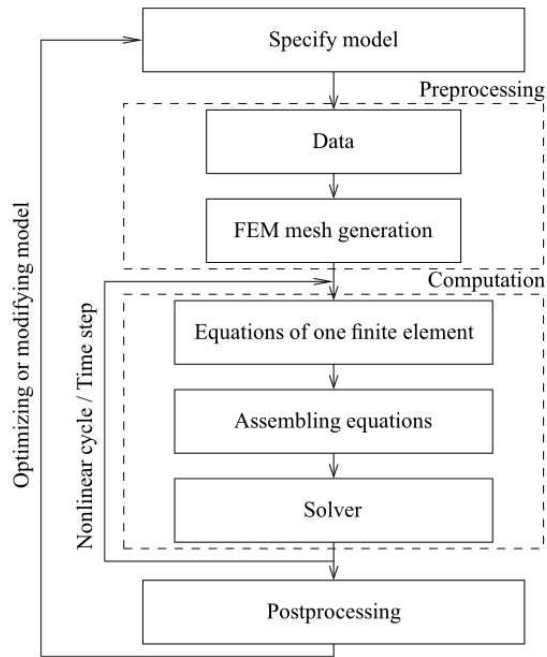 Specify model
Preprocessing
Data
FEM mesh generation
Computation
Equations of one finite element
Assembling equations
Solver
Postprocessing
Nonlinear cycle / Time step
Optimizing or modifying model